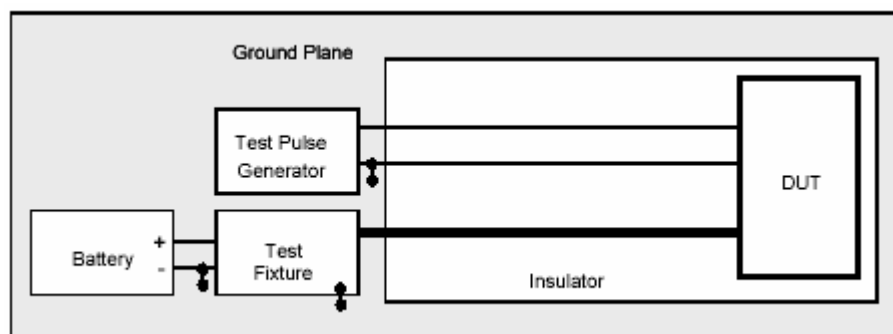 Ground Plane
Test Pulse
Generator
DUT
Battery
+
-
Test
Fixture
Insulator